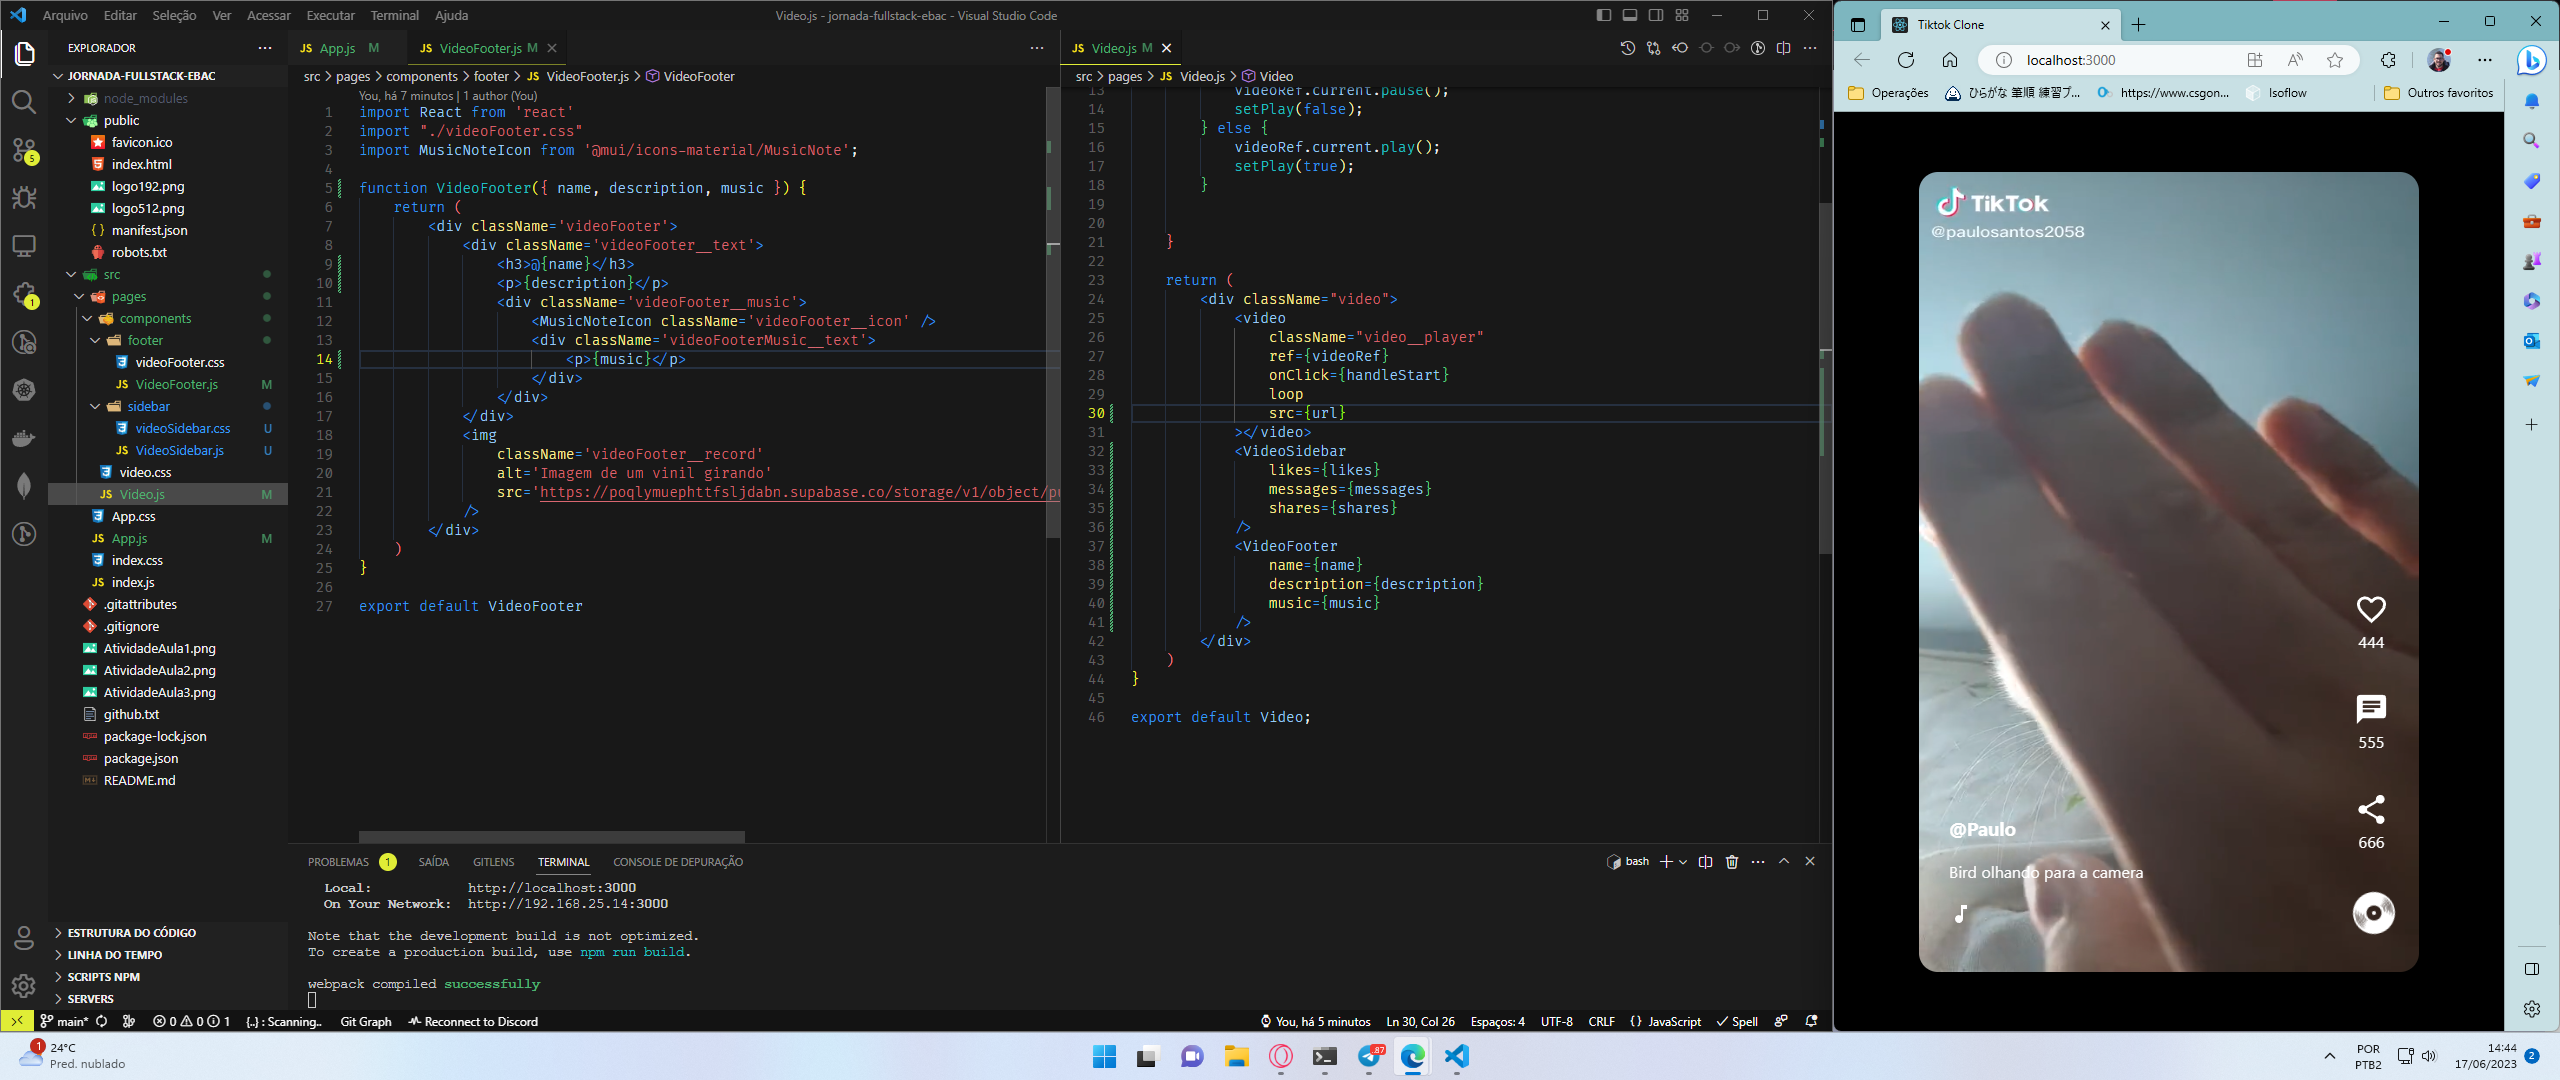 Arquivo Editar Seleção Ver Acessar Executar Terminal Ajuda
Video.js - jornada-fullstack-ebac - Visual Studio Code
EXPLORADOR
JORNADA-FULLSTACK-EBAC
node_modules
public
favicon.ico
index.html
logo192.png
logo512.png
manifest.json
robots.txt
src
pages
components
footer
videoFooter.css
VideoFooter.js M
sidebar
videoSidebar.css U
VideoSidebar.js U
video.css
Video.js M
App.css
App.js M
index.css
index.js
.gitattributes
.gitignore
AtividadeAula1.png
AtividadeAula2.png
AtividadeAula3.png
github.txt
package-lock.json
package.json
README.md
ESTRUTURA DO CÓDIGO
LINHA DO TEMPO
SCRIPTS NPM
SERVERS
5
1
App.js M
VideoFooter.js M
src > pages > components > footer > VideoFooter.js > VideoFooter
You, há 7 minutos | 1 author (You)
1 import React from 'react'
2 import "./videoFooter.css"
3 import MusicNoteIcon from '@mui/icons-material/MusicNote';
4
5 function VideoFooter({ name, description, music }) {
6 return (
7 <div className='videoFooter'>
8 <div className='videoFooter__text'>
9 <h3>@{name}</h3>
10 <p>{description}</p>
11 <div className='videoFooter__music'>
12 <MusicNoteIcon className='videoFooter__icon' />
13 <div className='videoFooterMusic__text'>
14 <p>{music}</p>
15 </div>
16 </div>
17 </div>
18 <img
19 className='videoFooter__record'
20 alt='Imagem de um vinil girando'
21 src='https://poqlymuephttfsljdabn.supabase.co/storage/v1/object/pu
22 />
23 </div>
24 )
25 }
26
27 export default VideoFooter
Video.js M
src > pages > Video.js > Video
13 videoRef.current.pause();
14 setPlay(false);
15 } else {
16 videoRef.current.play();
17 setPlay(true);
18 }
19
20
21 }
22
23 return (
24 <div className="video">
25 <video
26 className="video__player"
27 ref={videoRef}
28 onClick={handleStart}
29 loop
30 src={url}
31 ></video>
32 <VideoSidebar
33 likes={likes}
34 messages={messages}
35 shares={shares}
36 />
37 <VideoFooter
38 name={name}
39 description={description}
40 music={music}
41 />
42 </div>
43 )
44 }
45
46 export default Video;
PROBLEMAS 1 SAÍDA GITLENS TERMINAL CONSOLE DE DEPURAÇÃO
bash
Local: http://localhost:3000
On Your Network: http://192.168.25.14:3000
Note that the development build is not optimized.
To create a production build, use npm run build.
webpack compiled successfully
main* 0 0 1 {..} : Scanning.. Git Graph Reconnect to Discord
You, há 5 minutos Ln 30, Col 26 Espaços: 4 UTF-8 CRLF {} JavaScript Spell
Tiktok Clone
localhost:3000
Operações
ひらがな 筆順 練習プ...
https://www.csgon...
Isoflow
Outros favoritos
TikTok
@paulosantos2058
444
555
666
@Paulo
Bird olhando para a camera
1
24°C
Pred. nublado
87
POR
PTB2
14:44
17/06/2023
2